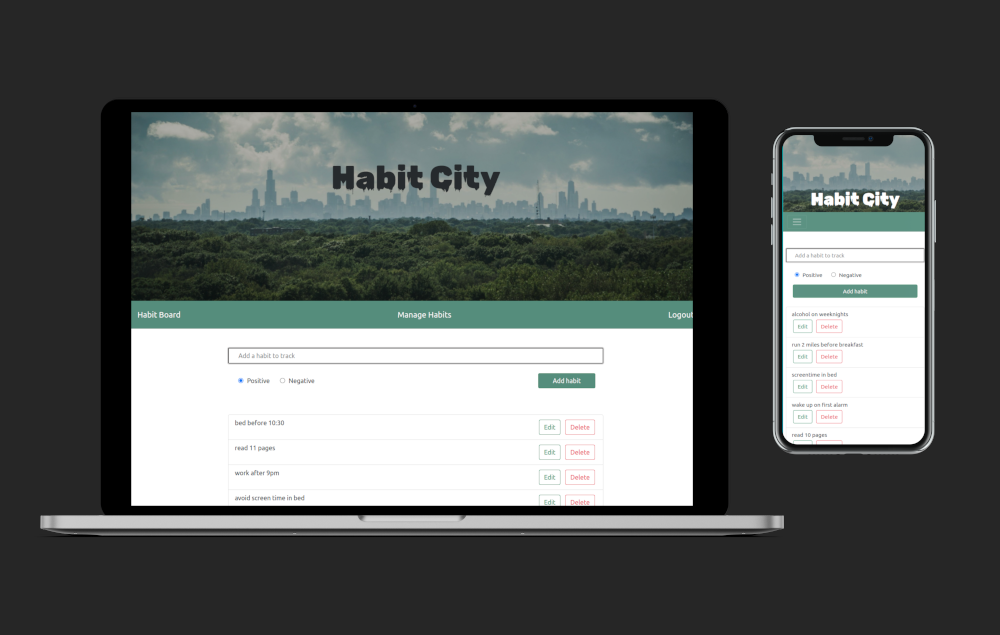 Habit City
Habit Board Manage Habits Logout
Add a habit to track
Positive Negative Add habit
bed before 10:30 Edit Delete
read 11 pages Edit Delete
work after 9pm Edit Delete
avoid screen time in bed Edit Delete
Habit City
Add a habit to track
Positive Negative
Add habit
alcohol on weeknights
Edit Delete
run 2 miles before breakfast
Edit Delete
screentime in bed
Edit Delete
wake up on first alarm
Edit Delete
read 10 pages
Edit Delete